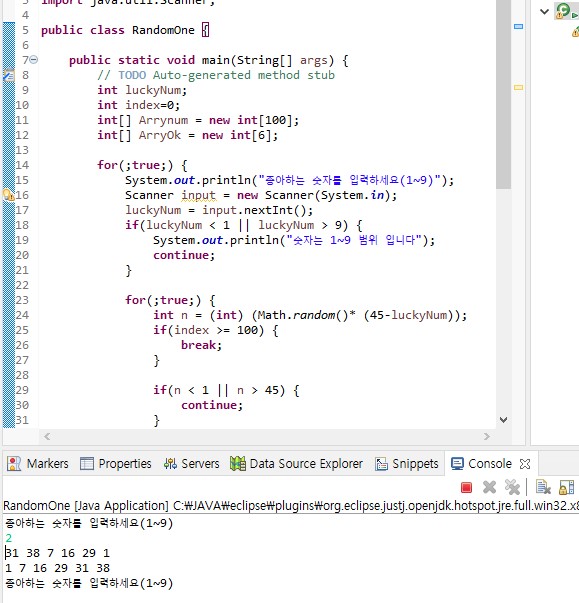 4 import java.util.Scanner;
5 public class RandomOne {
6
7 public static void main(String[] args) {
8 // TODO Auto-generated method stub
9 int luckyNum;
10 int index=0;
11 int[] Arrynum = new int[100];
12 int[] ArryOk = new int[6];
13
14 for(;true;) {
15 System.out.println("좋아하는 숫자를 입력하세요(1~9)");
16 Scanner input = new Scanner(System.in);
17 luckyNum = input.nextInt();
18 if(luckyNum < 1 || luckyNum > 9) {
19 System.out.println("숫자는 1~9 범위 입니다");
20 continue;
21 }
22
23 for(;true;) {
24 int n = (int) (Math.random()* (45-luckyNum));
25 if(index >= 100) {
26 break;
27 }
28
29 if(n < 1 || n > 45) {
30 continue;
31 }
Markers Properties Servers Data Source Explorer Snippets Console
RandomOne [Java Application] C:₩JAVA₩eclipse₩plugins₩org.eclipse.justj.openjdk.hotspot.jre.full.win32.x8
좋아하는 숫자를 입력하세요(1~9)
2
31 38 7 16 29 1
1 7 16 29 31 38
좋아하는 숫자를 입력하세요(1~9)